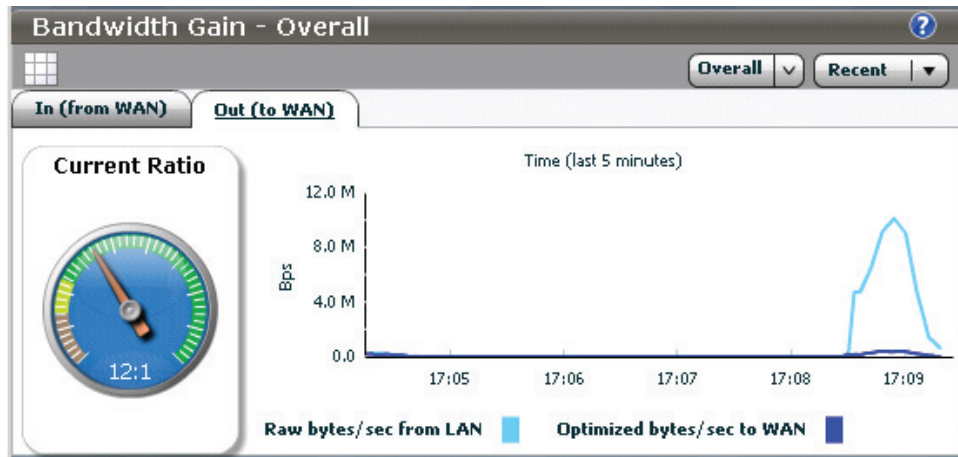 Bandwidth Gain - Overall
?
Overall
Recent
In (from WAN)
Out (to WAN)
Current Ratio
12:1
Time (last 5 minutes)
12.0 M
8.0 M
4.0 M
0.0
Bps
17:05 17:06 17:07 17:08 17:09
Raw bytes/sec from LAN Optimized bytes/sec to WAN